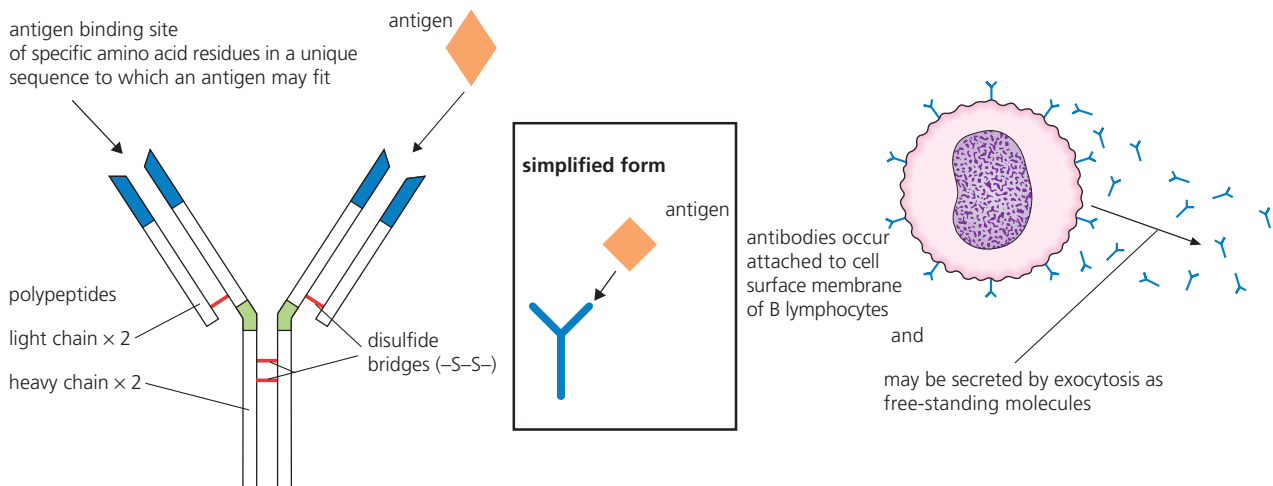 antigen binding site
of specific amino acid residues in a unique
sequence to which an antigen may fit
antigen
polypeptides
light chain × 2
heavy chain × 2
disulfide
bridges (–S–S–)
simplified form
antigen
antibodies occur
attached to cell
surface membrane
of B lymphocytes
and
may be secreted by exocytosis as
free-standing molecules